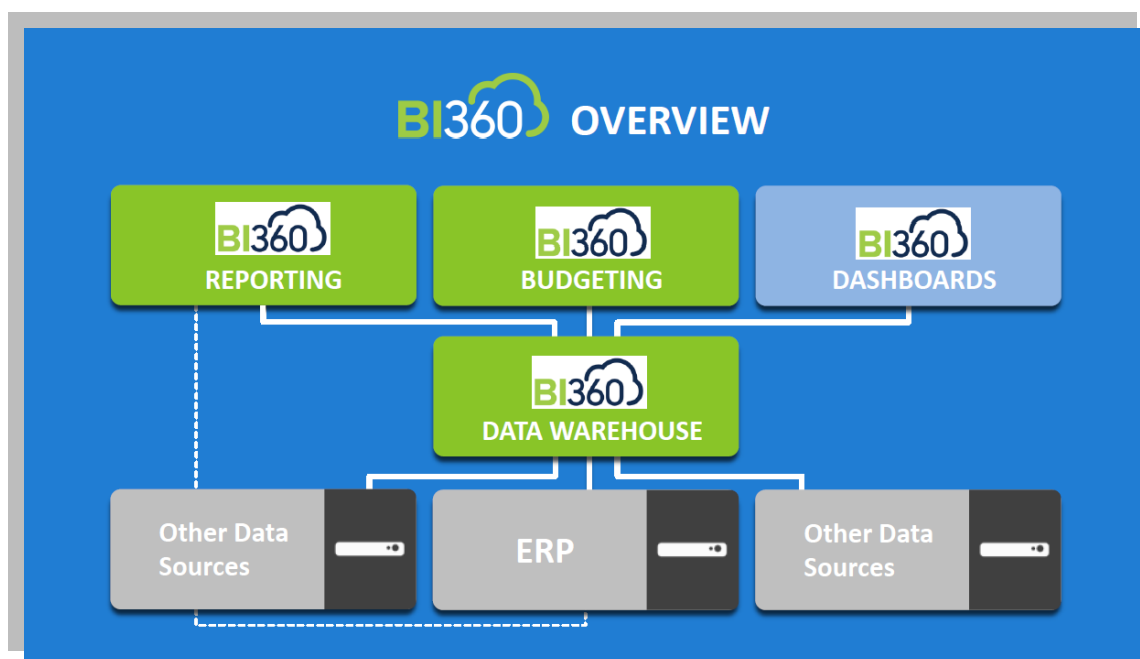 BI360 OVERVIEW
BI360
REPORTING
BI360
BUDGETING
BI360
DASHBOARDS
BI360
DATA WAREHOUSE
Other Data
Sources
ERP
Other Data
Sources